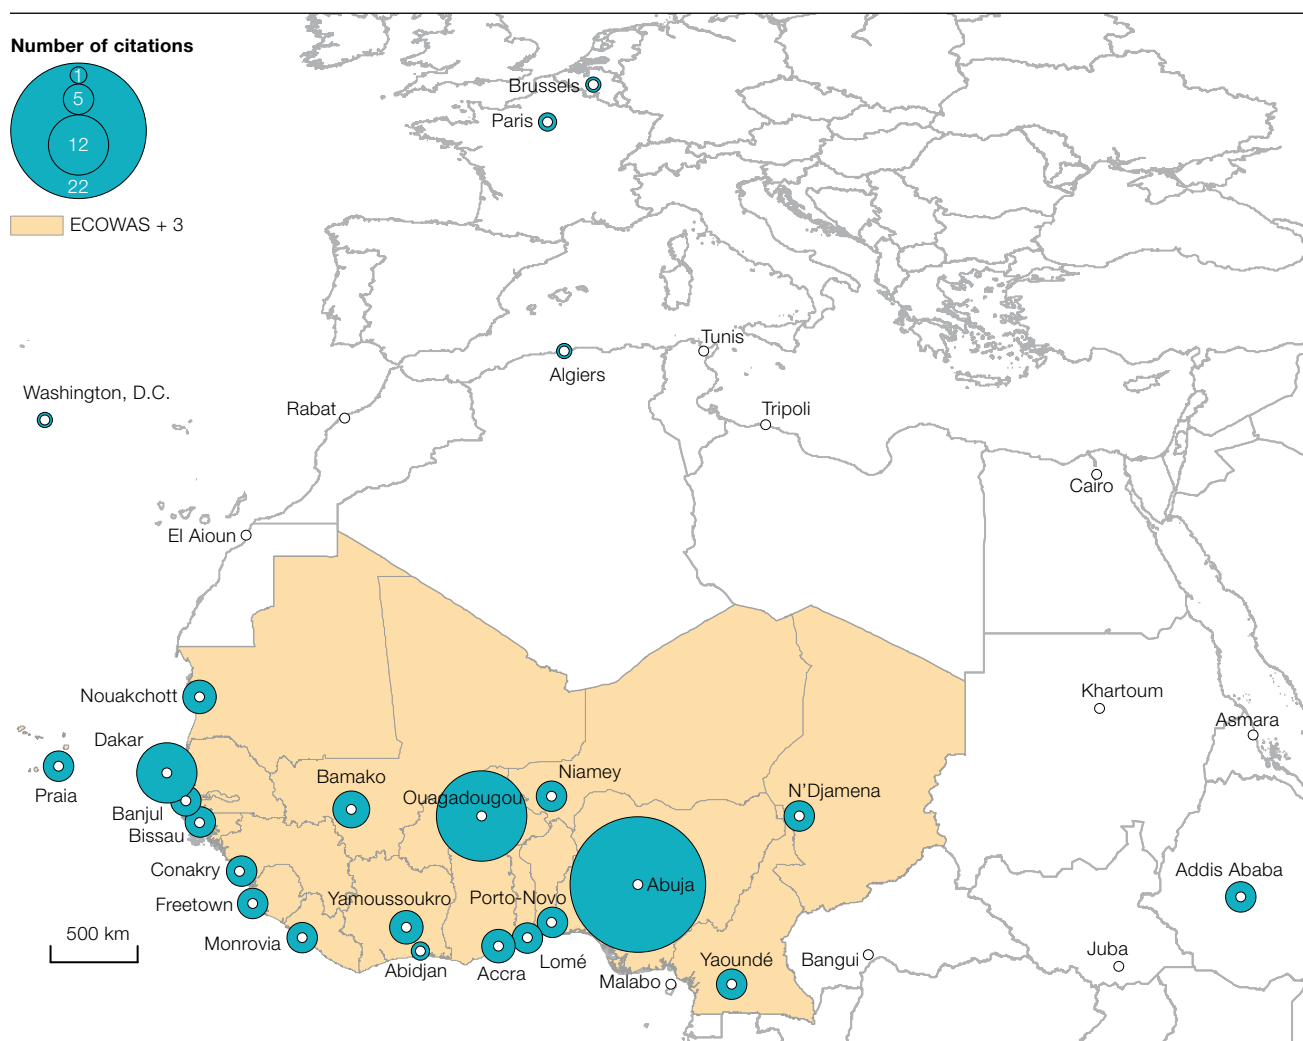 Number of citations
1
5
12
22
ECOWAS + 3
Brussels
Paris
Tunis
Algiers
Washington, D.C.
Rabat
Tripoli
Cairo
El Aioun
Khartoum
Nouakchott
Asmara
Dakar
Praia
Bamako
Niamey
Ouagadougou
N'Djamena
Banjul
Bissau
Conakry
Addis Ababa
Abuja
Yamoussoukro
Porto-Novo
Freetown
500 km
Monrovia
Abidjan
Accra
Lomé
Malabo
Yaoundé
Bangui
Juba